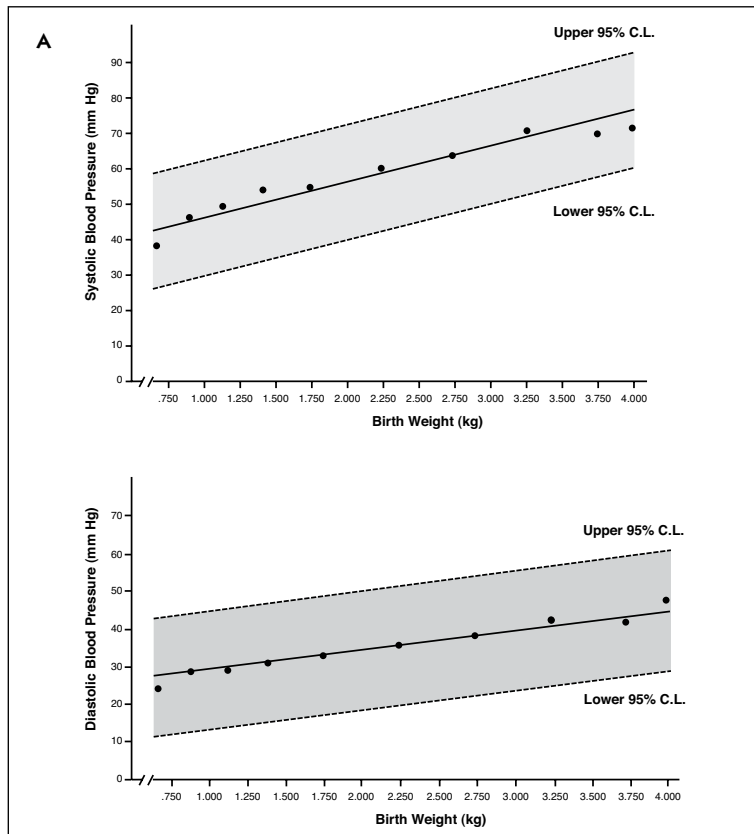 A
Upper 95% C.L.
Systolic Blood Pressure (mm Hg)
90
80
70
60
50
40
30
20
10
0
Lower 95% C.L.
.750 1.000 1.250 1.500 1.750 2.000 2.250 2.500 2.750 3.000 3.250 3.500 3.750 4.000
Birth Weight (kg)
Upper 95% C.L.
Diastolic Blood Pressure (mm Hg)
70
60
50
40
30
20
10
0
Lower 95% C.L.
.750 1.000 1.250 1.500 1.750 2.000 2.250 2.500 2.750 3.000 3.250 3.500 3.750 4.000
Birth Weight (kg)